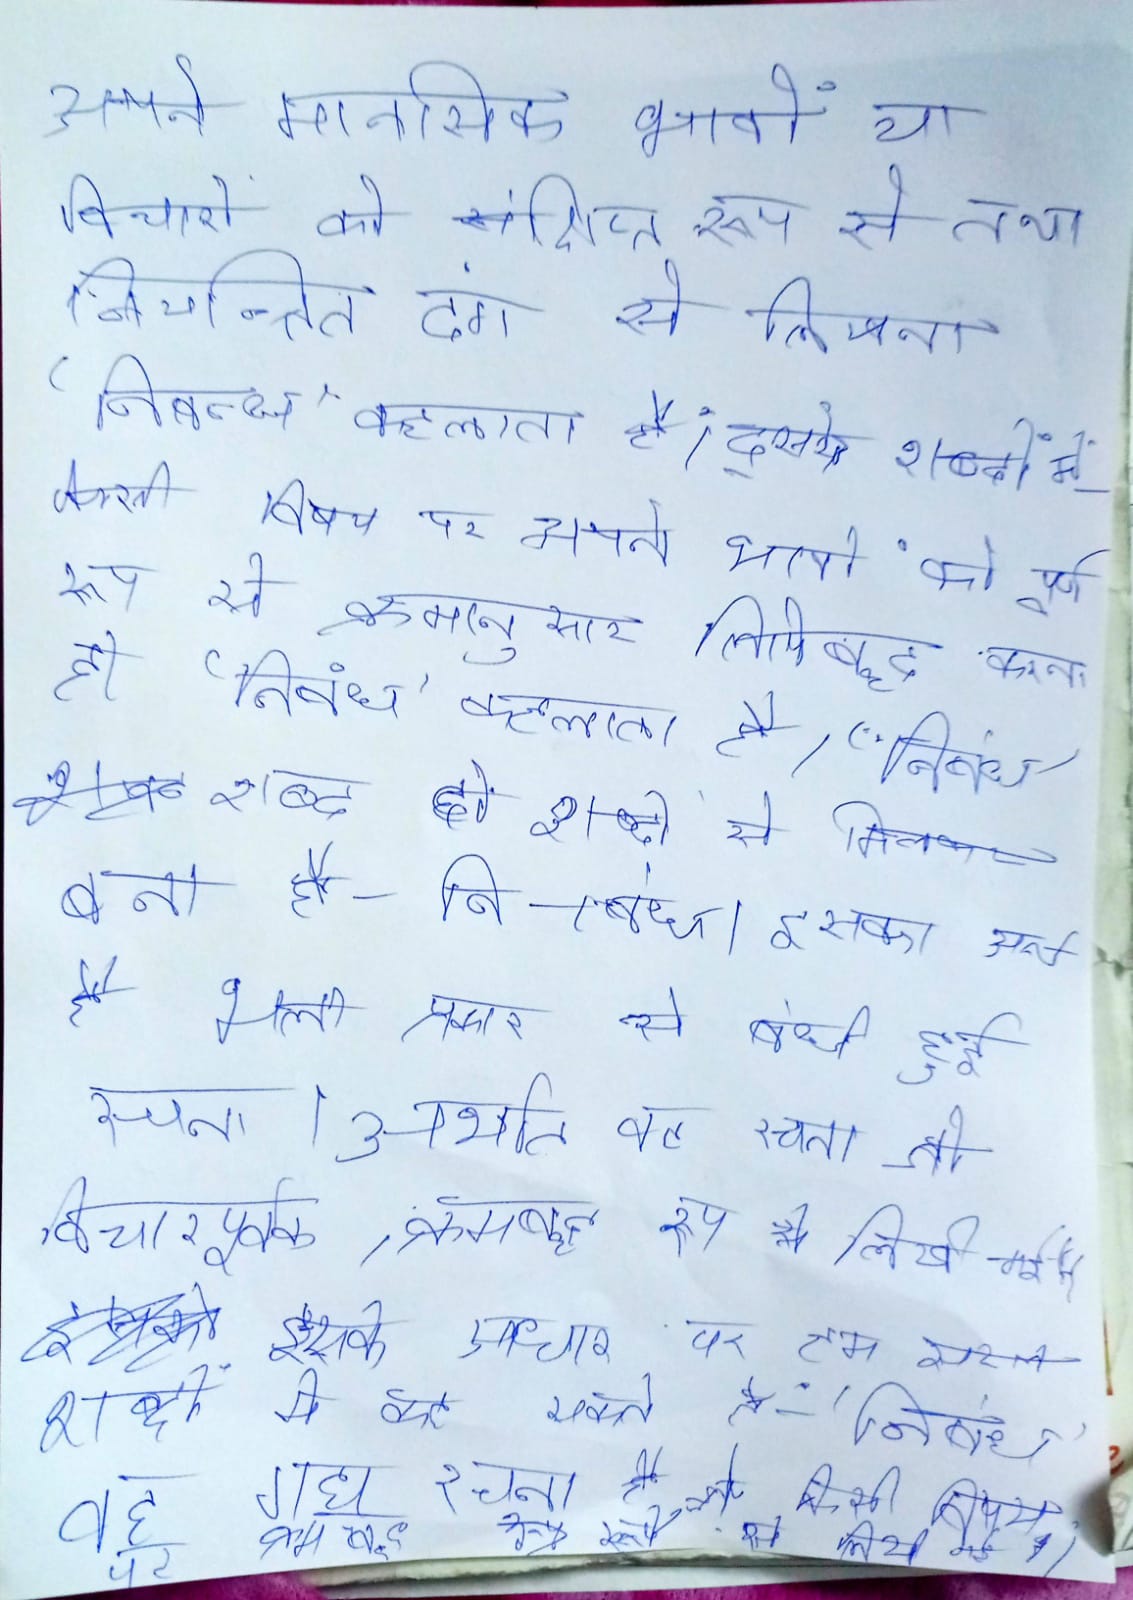 अपने मानसिक भावों या
विचारों को संक्षिप्त रूप से तथा
नियन्त्रित ढंग से लिखना
'निबन्ध' कहलाता है। दूसरे शब्दों में-
किसी विषय पर अपने भावों को पूर्ण
रूप से क्रमानुसार लिपिबद्ध करना
ही 'निबंध' कहलाता है। 'निबंध'
शब्द दो शब्दों से मिलकर
बना है- नि+बंध। इसका अर्थ
है भली प्रकार से बंधी हुई
रचना। अर्थात वह रचना जो
विचारपूर्वक, क्रमबद्ध रूप से लिखी गई हो
इसके आधार पर हम सरल
शब्दों में कह सकते है- 'निबंध'
वह गद्य रचना है, जो किसी विषय
पर क्रमबद्ध रूप से लिखी गई हो।